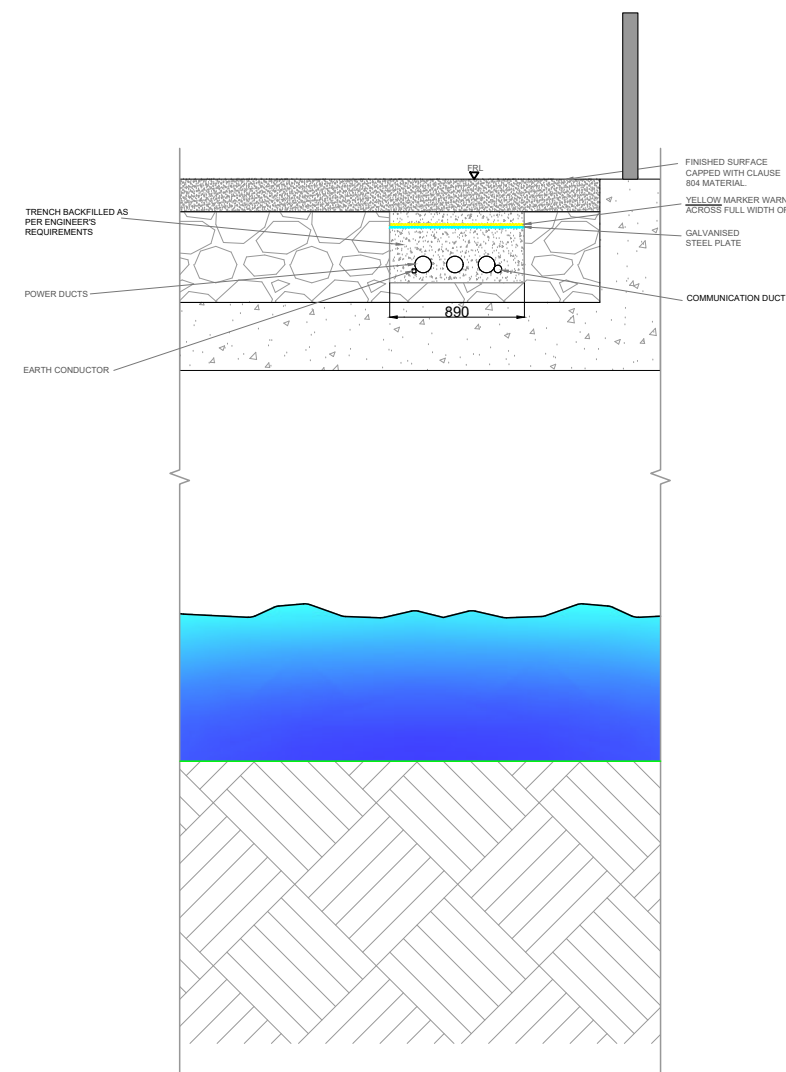 FRL
FINISHED SURFACE
CAPPED WITH CLAUSE
804 MATERIAL.
YELLOW MARKER WARN
ACROSS FULL WIDTH OF
TRENCH BACKFILLED AS
PER ENGINEER'S
REQUIREMENTS
GALVANISED
STEEL PLATE
POWER DUCTS
COMMUNICATION DUCT
890
EARTH CONDUCTOR